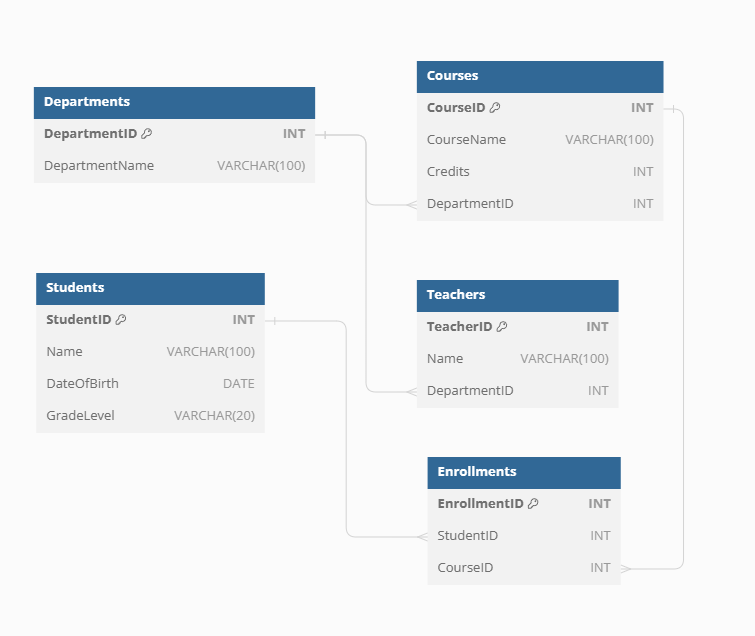 Departments
DepartmentID INT
DepartmentName VARCHAR(100)
Courses
CourseID INT
CourseName VARCHAR(100)
Credits INT
DepartmentID INT
Students
StudentID INT
Name VARCHAR(100)
DateOfBirth DATE
GradeLevel VARCHAR(20)
Teachers
TeacherID INT
Name VARCHAR(100)
DepartmentID INT
Enrollments
EnrollmentID INT
StudentID INT
CourseID INT